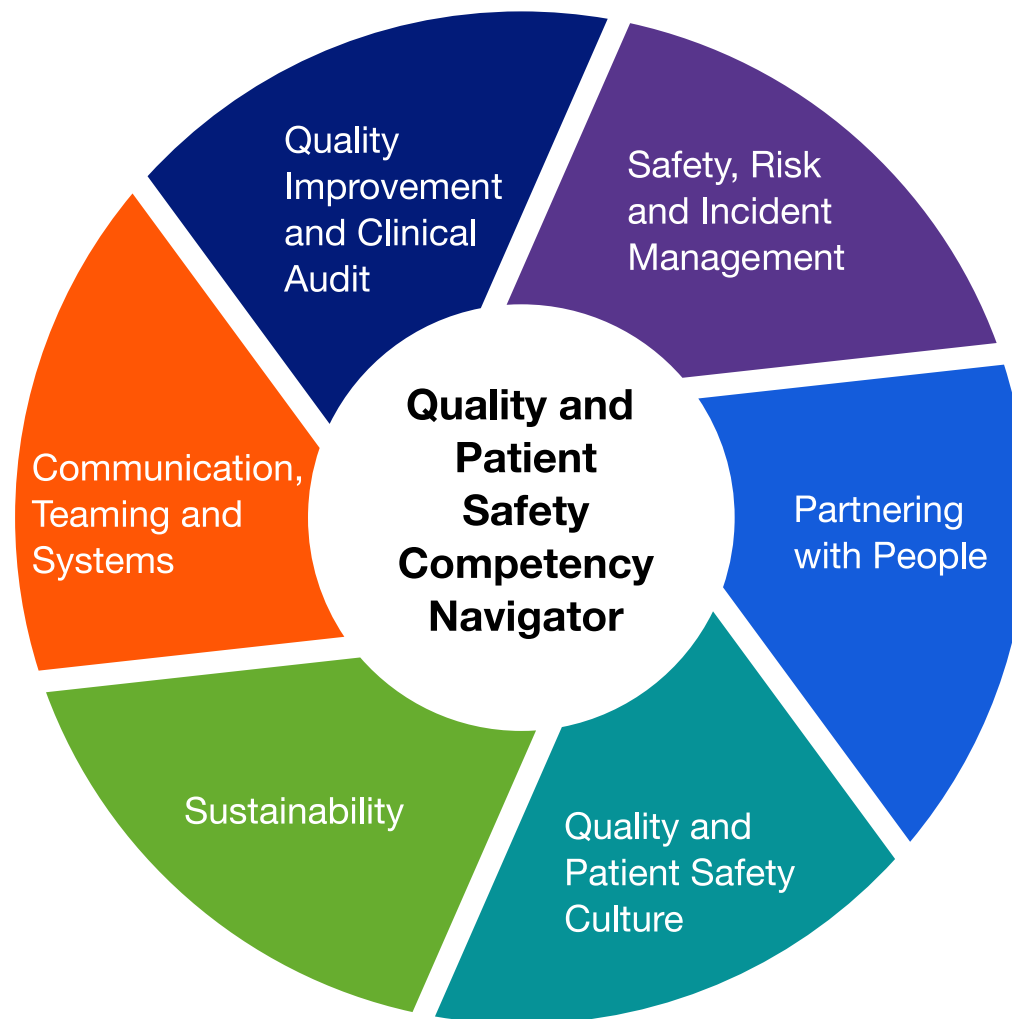 Quality
Improvement
and Clinical
Audit
Safety, Risk
and Incident
Management
Communication,
Teaming and
Systems
Quality and
Patient
Safety
Competency
Navigator
Partnering
with People
Sustainability
Quality and
Patient Safety
Culture